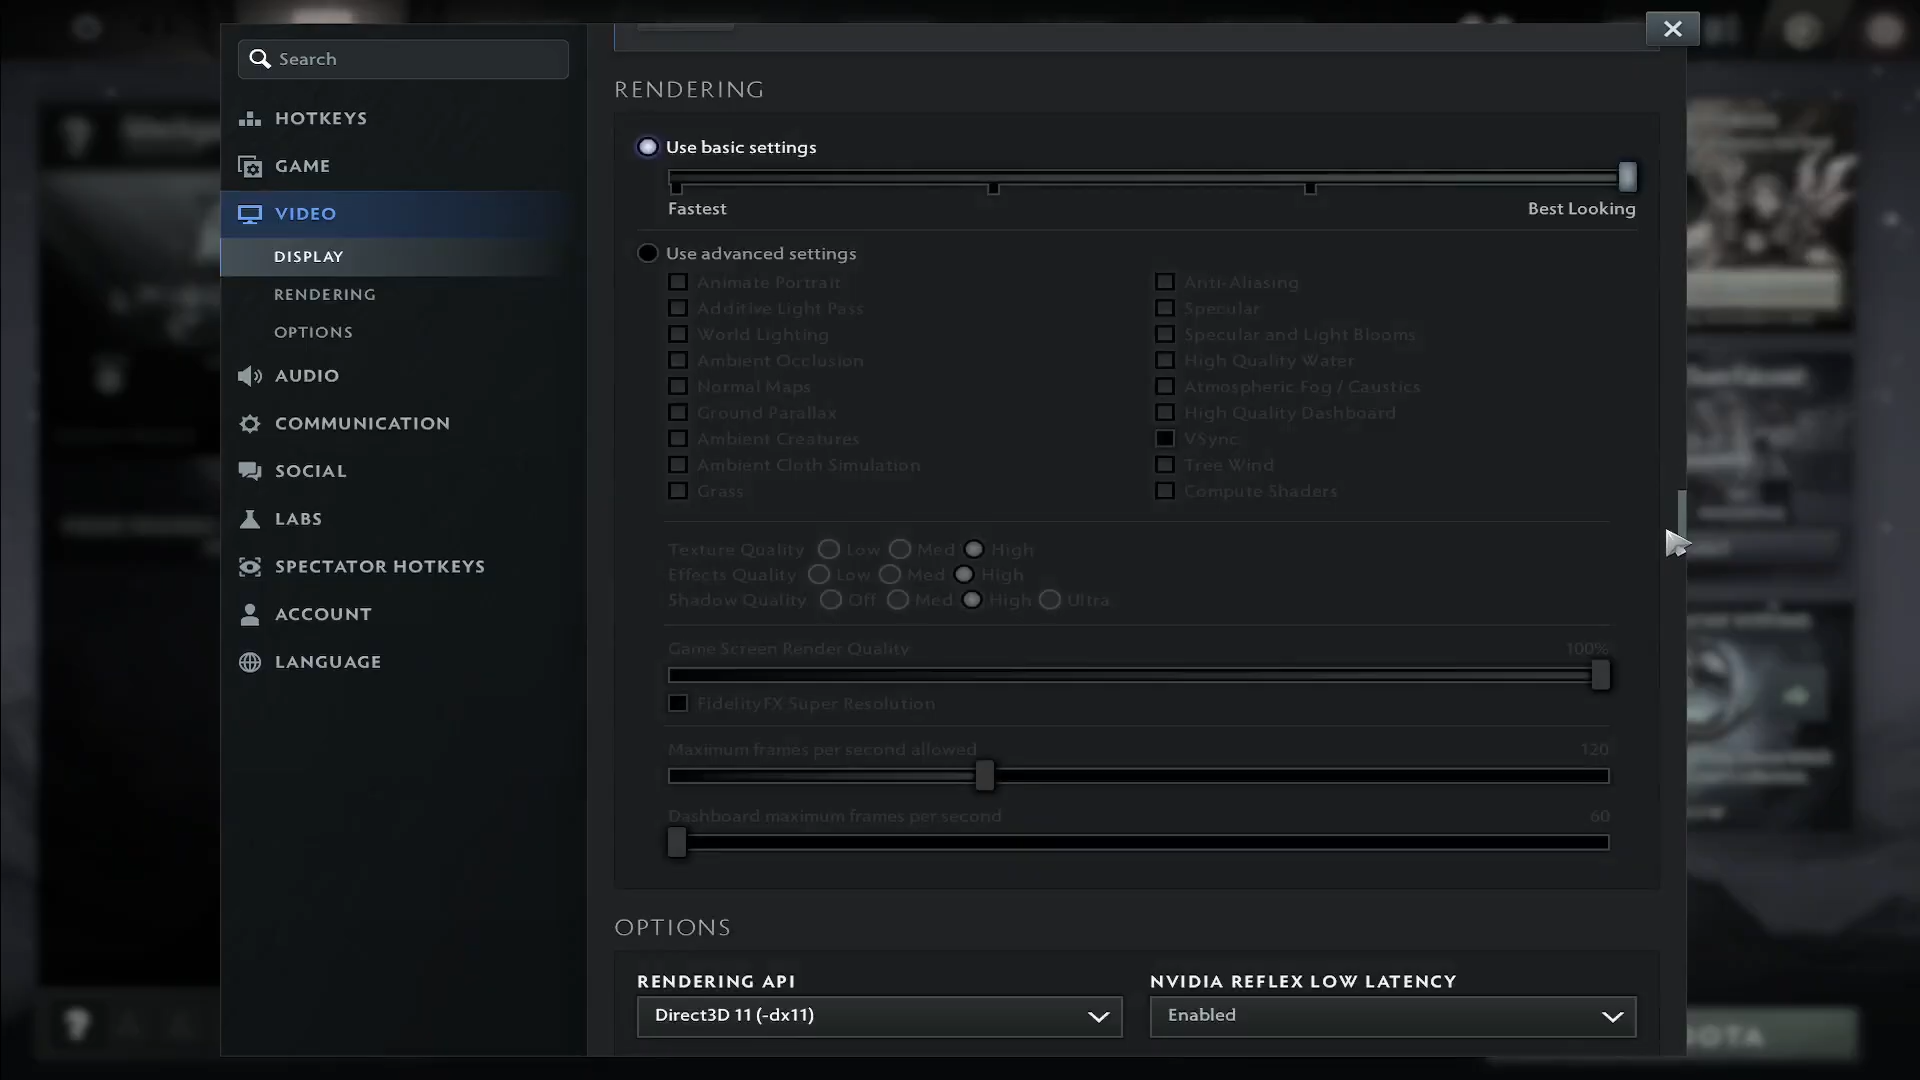 Search
HOTKEYS
GAME
VIDEO
DISPLAY
RENDERING
OPTIONS
AUDIO
COMMUNICATION
SOCIAL
LABS
SPECTATOR HOTKEYS
ACCOUNT
LANGUAGE
RENDERING
Use basic settings
Fastest
Best Looking
Use advanced settings
Animate Portrait
Anti-Aliasing
Additive Light Pass
Specular
World Lighting
Specular and Light Blooms
Ambient Occlusion
High Quality Water
Normal Maps
Atmospheric Fog / Caustics
Ground Parallax
High Quality Dashboard
Ambient Creatures
VSync
Ambient Cloth Simulation
Tree Wind
Grass
Compute Shaders
Texture Quality Low Med High
Effects Quality Low Med High
Shadow Quality Off Med High Ultra
Game Screen Render Quality 100%
FidelityFX Super Resolution
Maximum frames per second allowed 120
Dashboard maximum frames per second 60
OPTIONS
RENDERING API
NVIDIA REFLEX LOW LATENCY
Direct3D 11 (-dx11)
Enabled